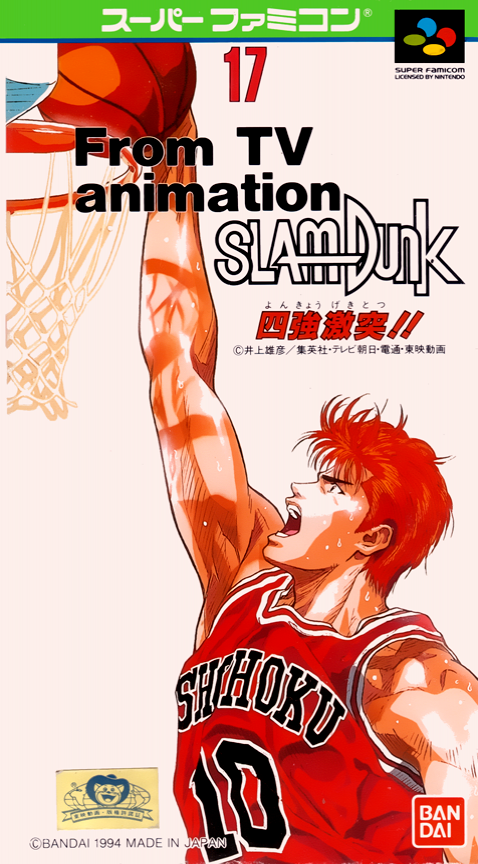 スーパーファミコン®
SUPER FAMICOM
LICENSED BY NINTENDO
17
From TV
animation
SLAM DUNK
よんきょうげきとつ
四強激突!!
©井上雄彦/集英社・テレビ朝日・電通・東映動画
SHOHOKU
10
©BANDAI 1994 MADE IN JAPAN
BAN
DAI